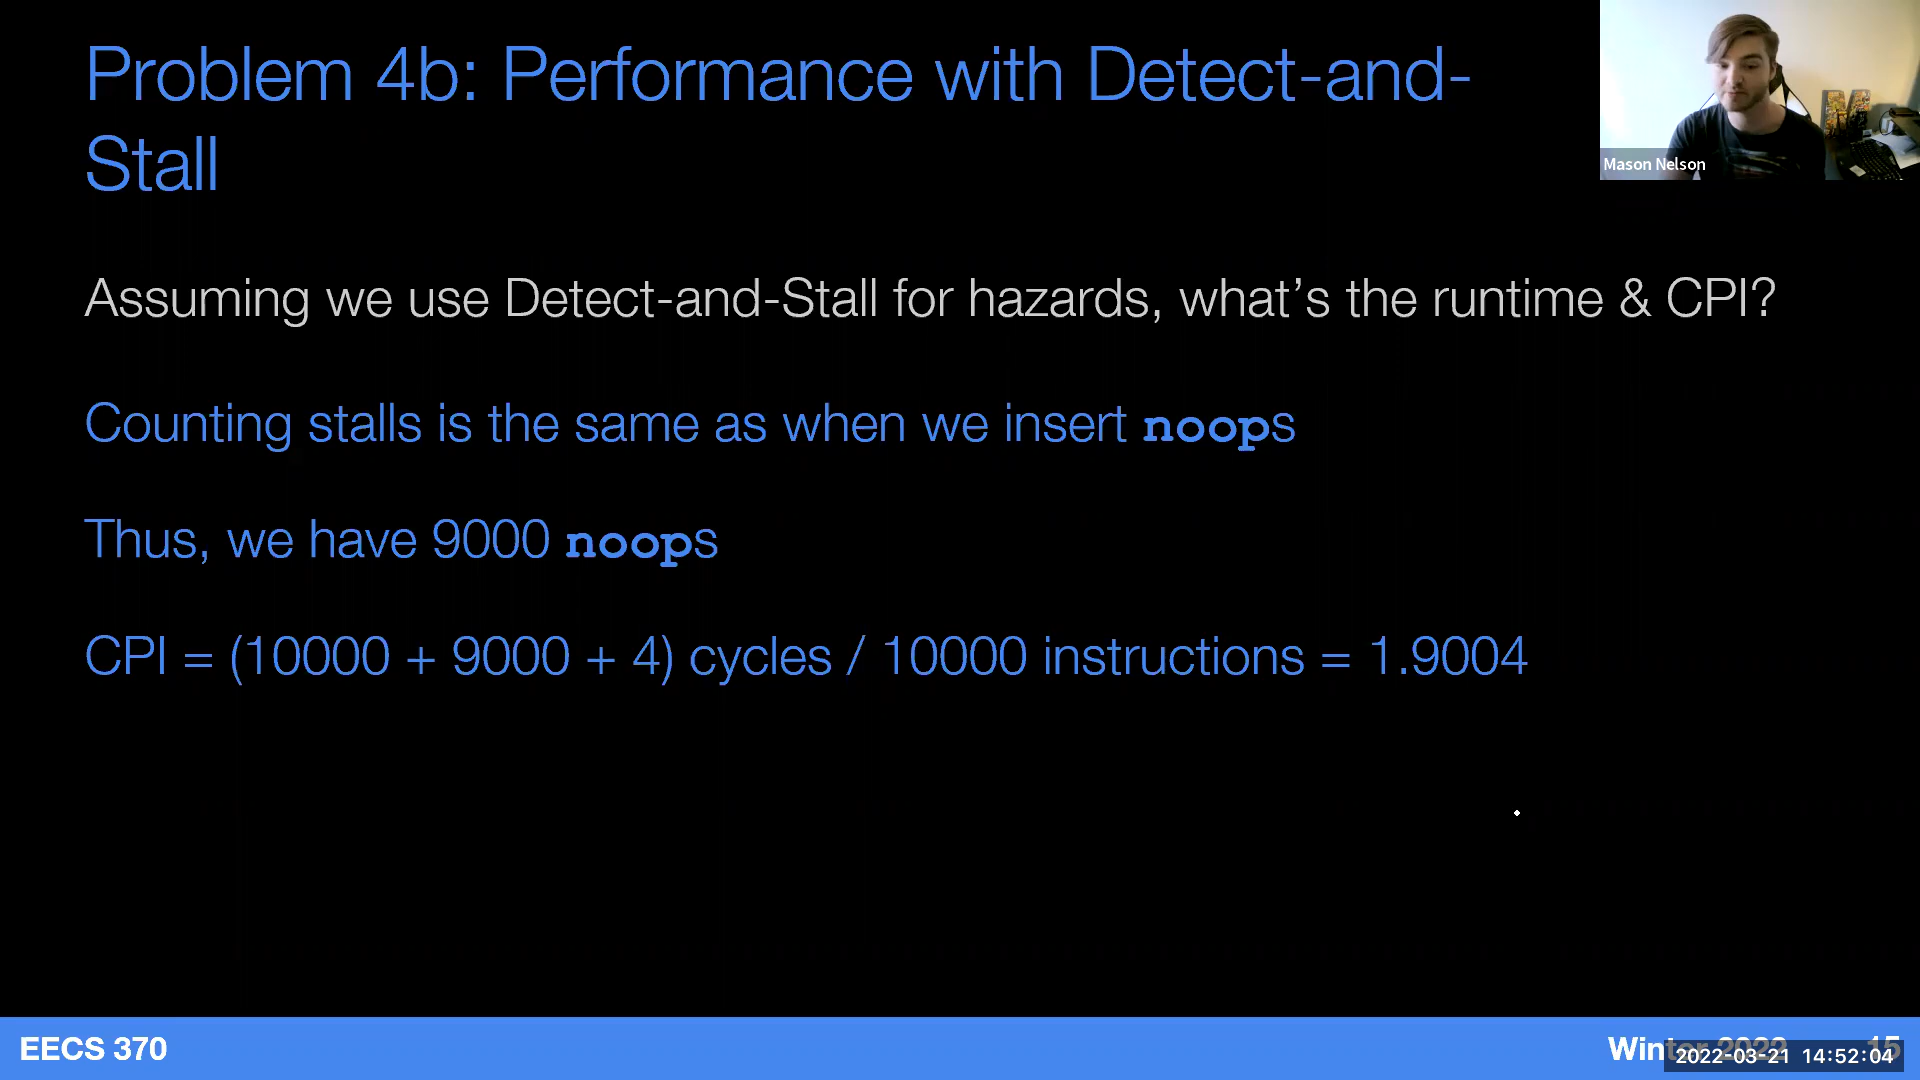 Problem 4b: Performance with Detect-and-
Stall
Mason Nelson
Assuming we use Detect-and-Stall for hazards, what's the runtime & CPI?
Counting stalls is the same as when we insert noops
Thus, we have 9000 noops
CPI = (10000 + 9000 + 4) cycles / 10000 instructions = 1.9004
EECS 370
Winter 2022 15
2022-03-21 14:52:04